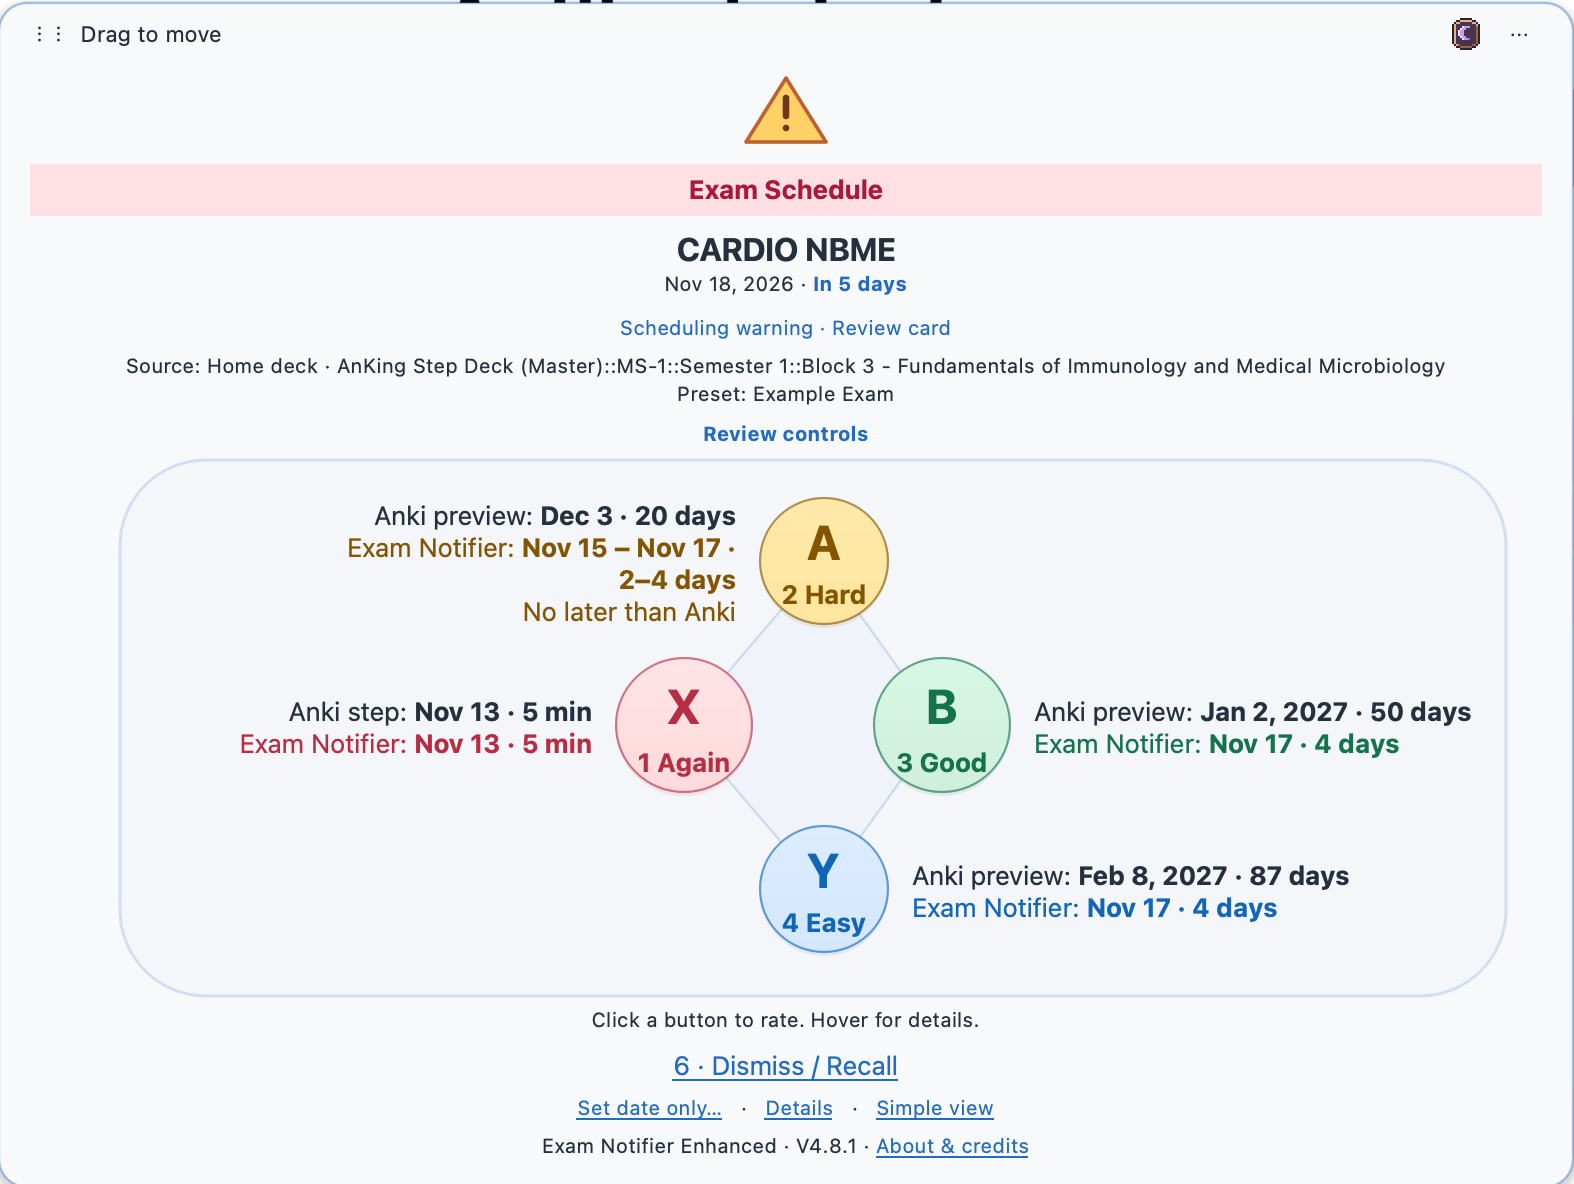 Drag to move
...
Exam Schedule
CARDIO NBME
Nov 18, 2026 · In 5 days
Scheduling warning · Review card
Source: Home deck · AnKing Step Deck (Master)::MS-1::Semester 1::Block 3 - Fundamentals of Immunology and Medical Microbiology
Preset: Example Exam
Review controls
Anki preview: Dec 3 · 20 days
Exam Notifier: Nov 15 – Nov 17 ·
2–4 days
No later than Anki
A
2 Hard
Anki step: Nov 13 · 5 min
Exam Notifier: Nov 13 · 5 min
X
1 Again
B
3 Good
Anki preview: Jan 2, 2027 · 50 days
Exam Notifier: Nov 17 · 4 days
Y
4 Easy
Anki preview: Feb 8, 2027 · 87 days
Exam Notifier: Nov 17 · 4 days
Click a button to rate. Hover for details.
6 · Dismiss / Recall
Set date only... · Details · Simple view
Exam Notifier Enhanced · V4.8.1 · About & credits